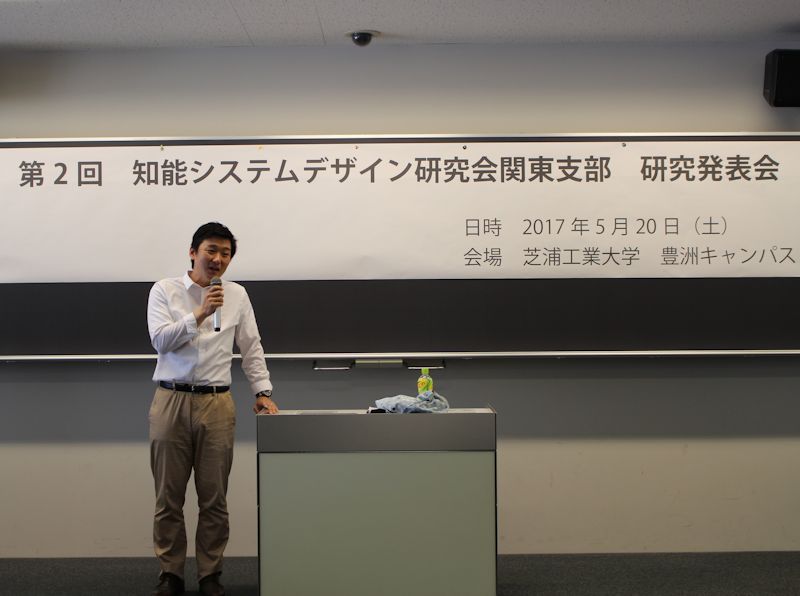 第2回　知能システムデザイン研究会関東支部　研究発表会
日時　2017年5月20日（土）
会場　芝浦工業大学　豊洲キャンパス